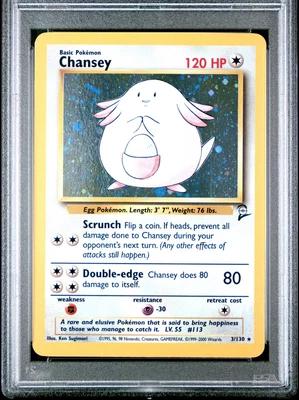 Basic Pokémon
Chansey
120 HP
Egg Pokémon. Length: 3' 7", Weight: 76 lbs.
Scrunch Flip a coin. If heads, prevent all
damage done to Chansey during your
opponent's next turn. (Any other effects of
attacks still happen.)
Double-edge Chansey does 80
damage to itself.
80
weakness
resistance
retreat cost
-30
A rare and elusive Pokémon that is said to bring happiness
to those who manage to catch it. LV. 55 #113
Illus. Ken Sugimori
©1995, 96, 98 Nintendo, Creatures, GAMEFREAK. ©1999-2000 Wizards.
3/130 ★
PSA